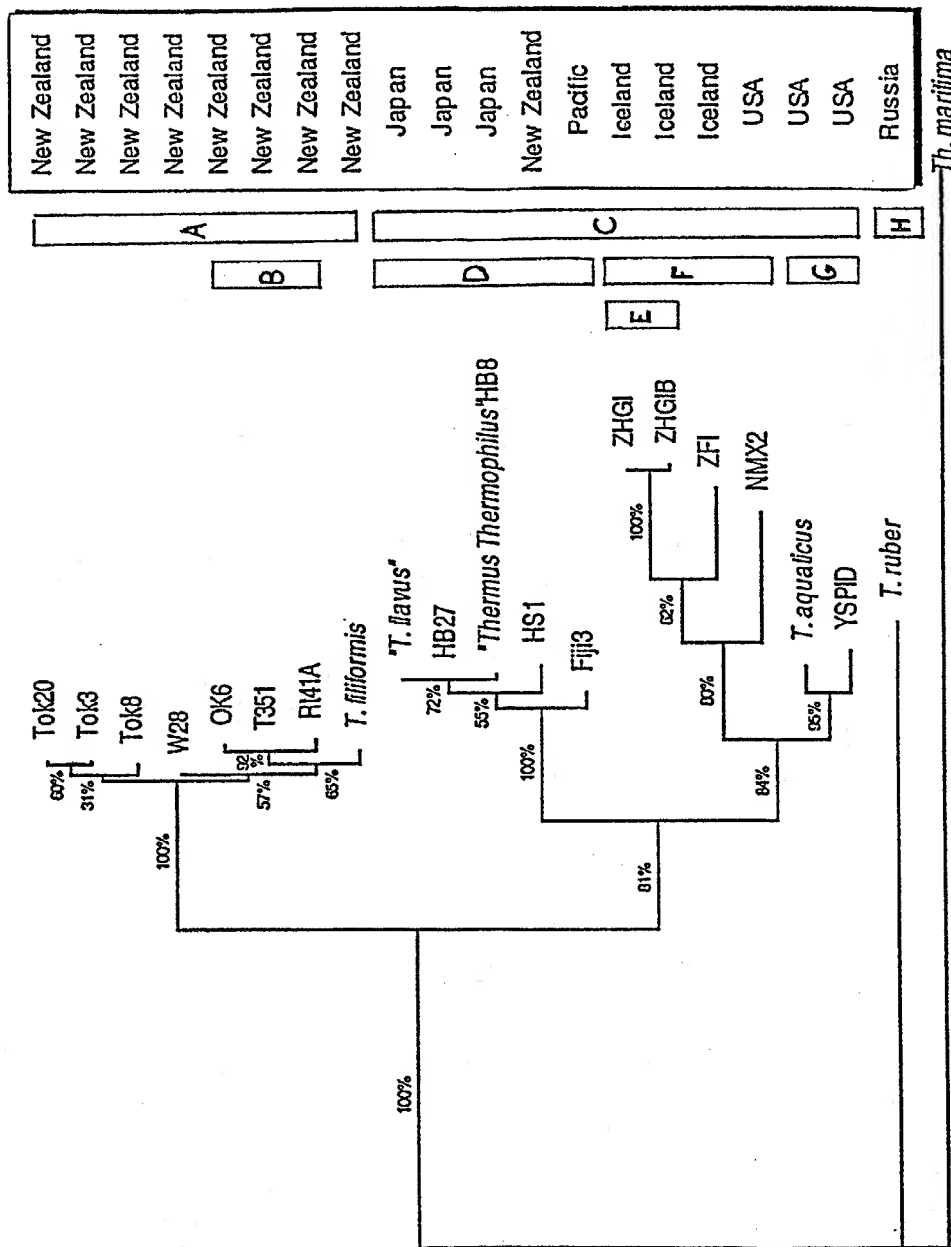 New Zealand
New Zealand
New Zealand
New Zealand
New Zealand
New Zealand
New Zealand
New Zealand
Japan
Japan
Japan
New Zealand
Pacific
Iceland
Iceland
Iceland
USA
USA
USA
Russia
A
B
C
D
E
F
G
H
Tok20
Tok3
Tok8
W28
OK6
T351
RI41A
T. filiformis
"T. flavus"
HB27
"Thermus Thermophilus"HB8
HS1
Fiji3
ZHGI
ZHGIB
ZFI
NMX2
T. aquaticus
YSPID
T. ruber
Th. maritima
60%
31%
92
%
57%
65%
100%
72%
55%
100%
100%
62%
80%
95%
84%
81%
100%